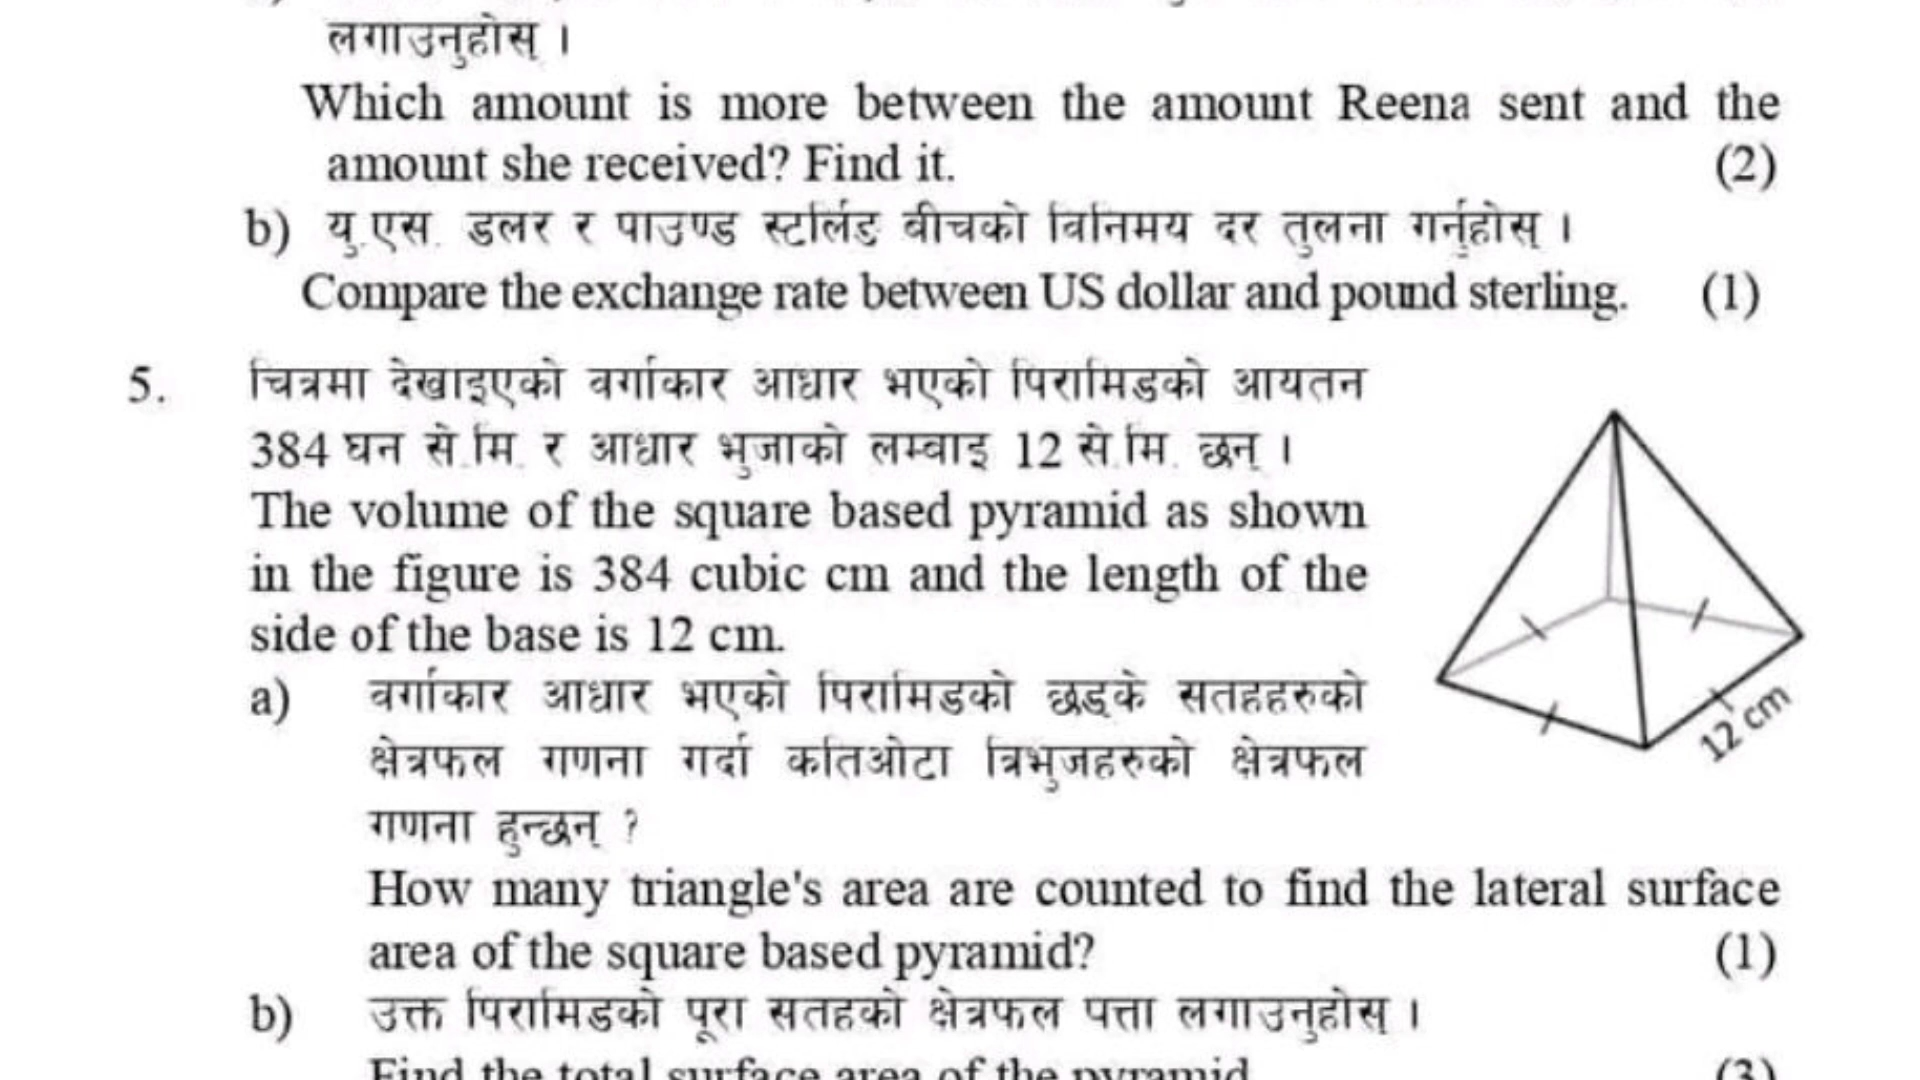 लगाउनुहोस् ।
Which amount is more between the amount Reena sent and the
amount she received? Find it. (2)
b) यु.एस. डलर र पाउण्ड स्टर्लिङ बीचको विनिमय दर तुलना गर्नुहोस् ।
Compare the exchange rate between US dollar and pound sterling. (1)
5. चित्रमा देखाइएको वर्गाकार आधार भएको पिरामिडको आयतन
384 घन से.मि. र आधार भुजाको लम्वाइ 12 से.मि. छन् ।
The volume of the square based pyramid as shown
in the figure is 384 cubic cm and the length of the
side of the base is 12 cm.
12 cm
a) वर्गाकार आधार भएको पिरामिडको छड्के सतहहरुको
क्षेत्रफल गणना गर्दा कतिओटा त्रिभुजहरुको क्षेत्रफल
गणना हुन्छन् ?
How many triangle's area are counted to find the lateral surface
area of the square based pyramid? (1)
b) उक्त पिरामिडको पूरा सतहको क्षेत्रफल पत्ता लगाउनुहोस् ।
Find the total surface area of the pyramid. (3)